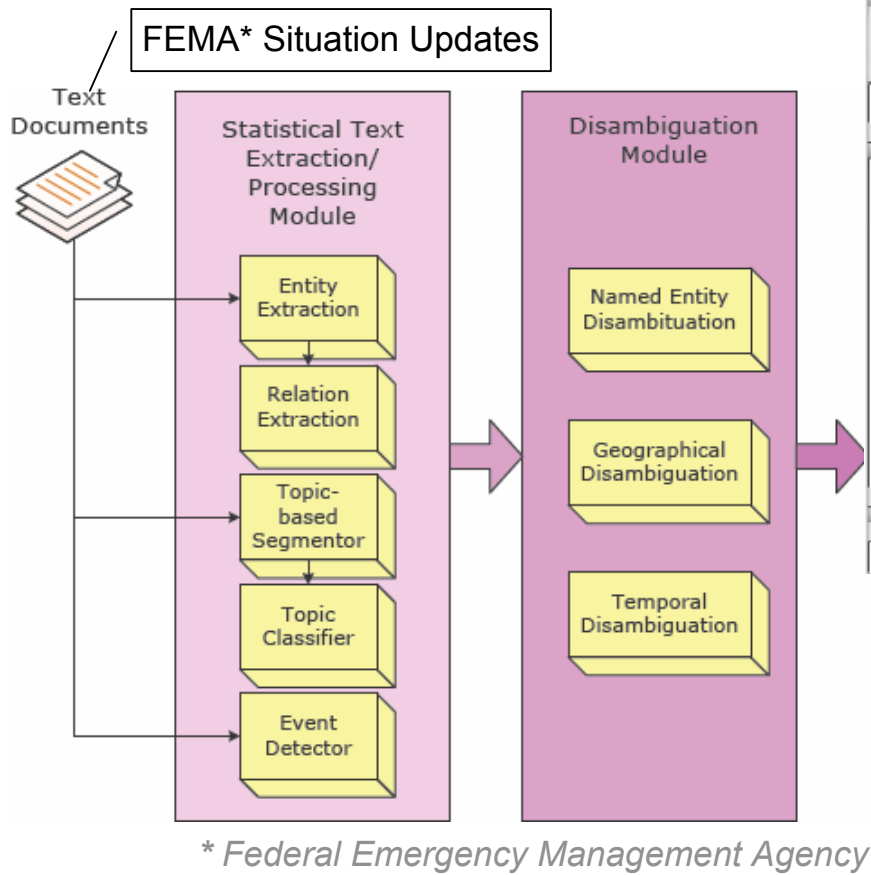 FEMA* Situation Updates
Text
Documents
Statistical Text
Extraction/
Processing
Module
Entity
Extraction
Relation
Extraction
Topic-
based
Segmentor
Topic
Classifier
Event
Detector
Disambiguation
Module
Named Entity
Disambituation
Geographical
Disambiguation
Temporal
Disambiguation
* Federal Emergency Management Agency